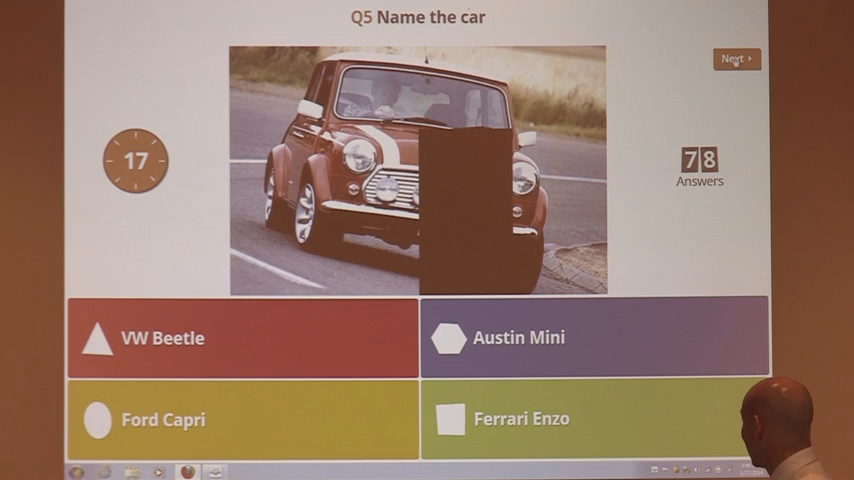 Q5 Name the car
Next
17
78
Answers
VW Beetle
Austin Mini
Ford Capri
Ferrari Enzo